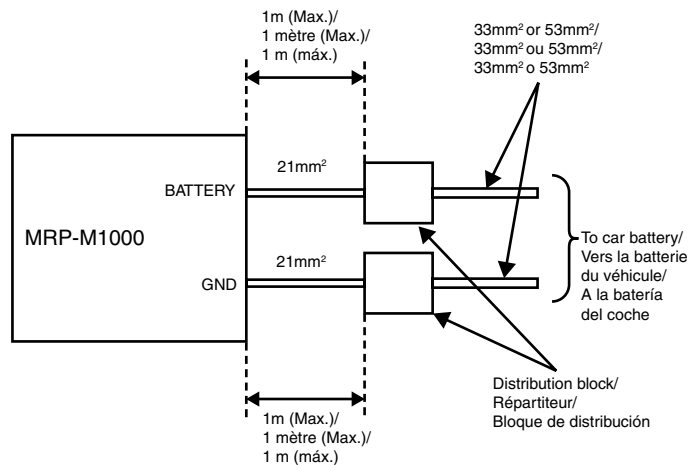 1m (Max.)/
1 mètre (Max.)/
1 m (máx.)
33mm² or 53mm²/
33mm² ou 53mm²/
33mm² o 53mm²
21mm²
BATTERY
MRP-M1000
To car battery/
Vers la batterie
du véhicule/
A la batería
del coche
21mm²
GND
Distribution block/
Répartiteur/
Bloque de distribución
1m (Max.)/
1 mètre (Max.)/
1 m (máx.)